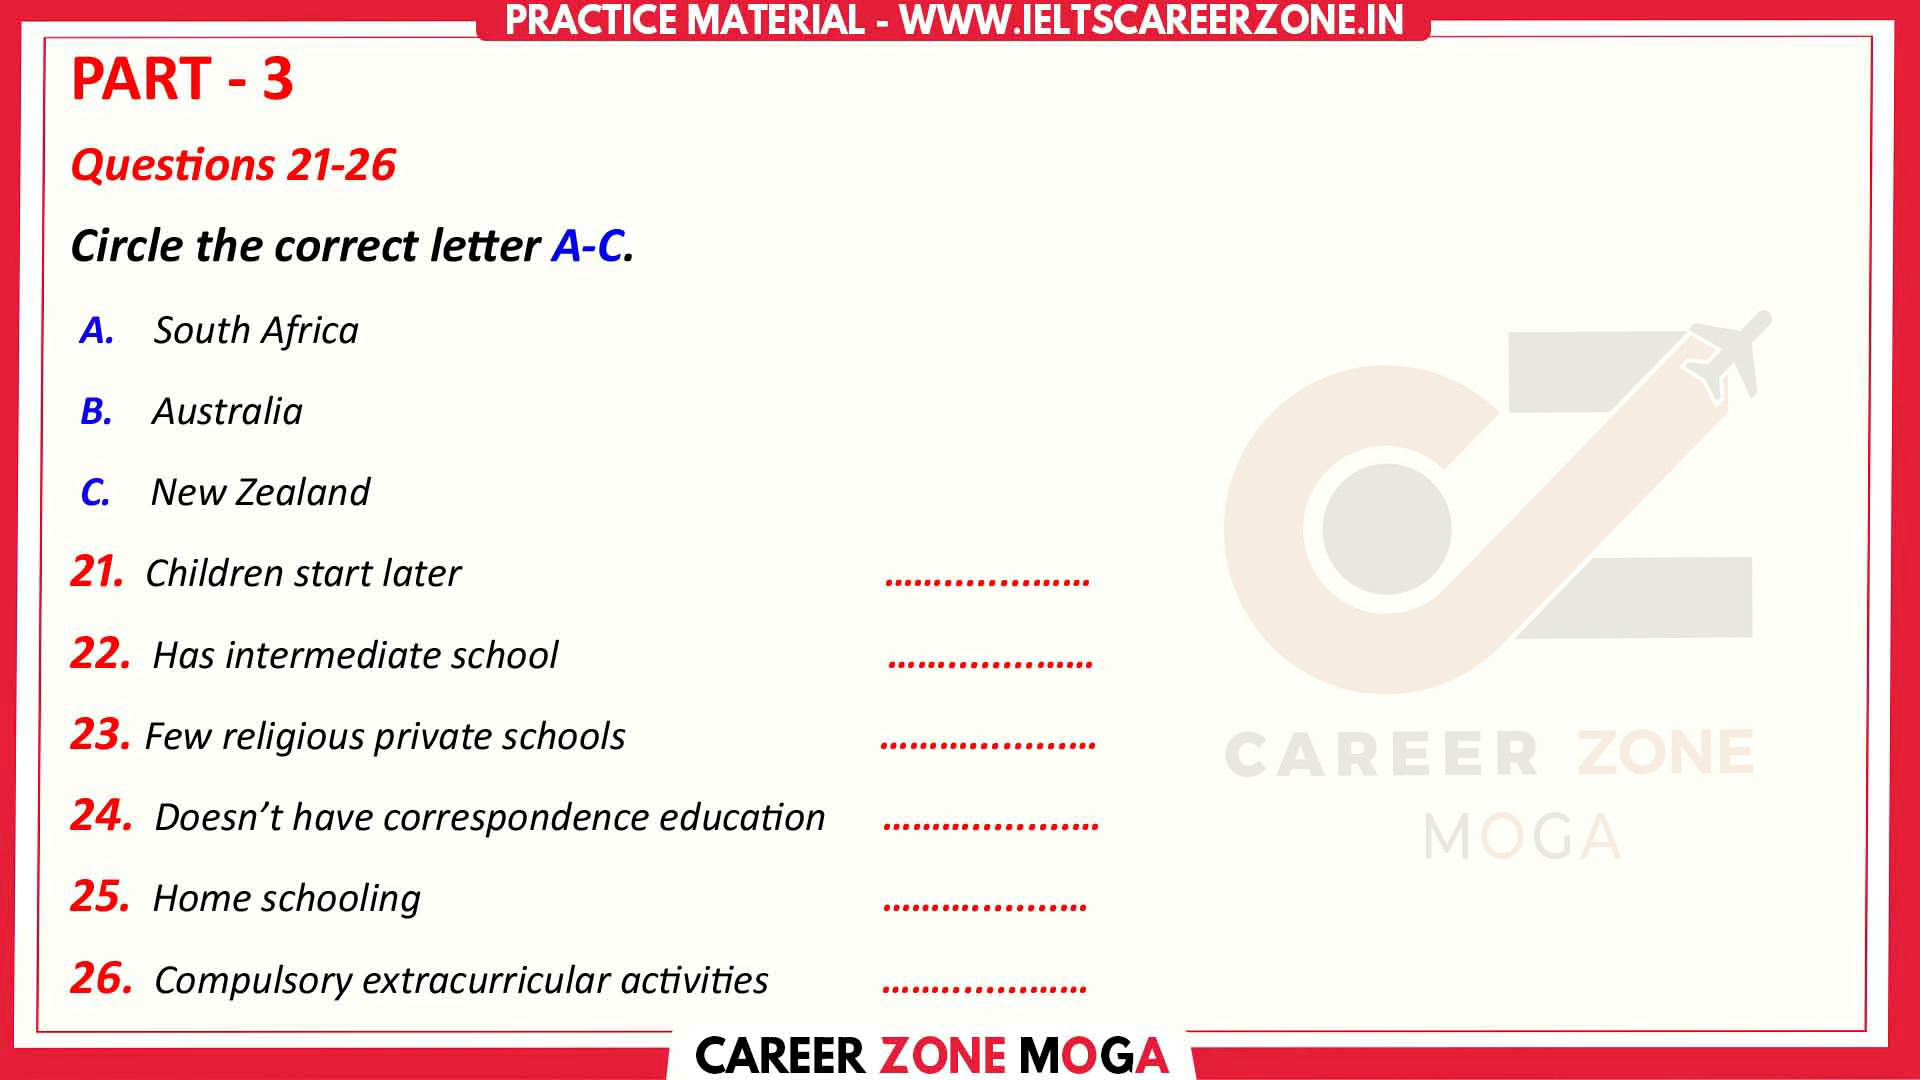 PRACTICE MATERIAL - WWW.IELTSCAREERZONE.IN
PART - 3
Questions 21-26
Circle the correct letter A-C.
A. South Africa
B. Australia
C. New Zealand
21. Children start later ..................
22. Has intermediate school ..................
23. Few religious private schools ...................
24. Doesn't have correspondence education ...................
25. Home schooling ..................
26. Compulsory extracurricular activities ..................
CAREER ZONE
MOGA
CAREER ZONE MOGA